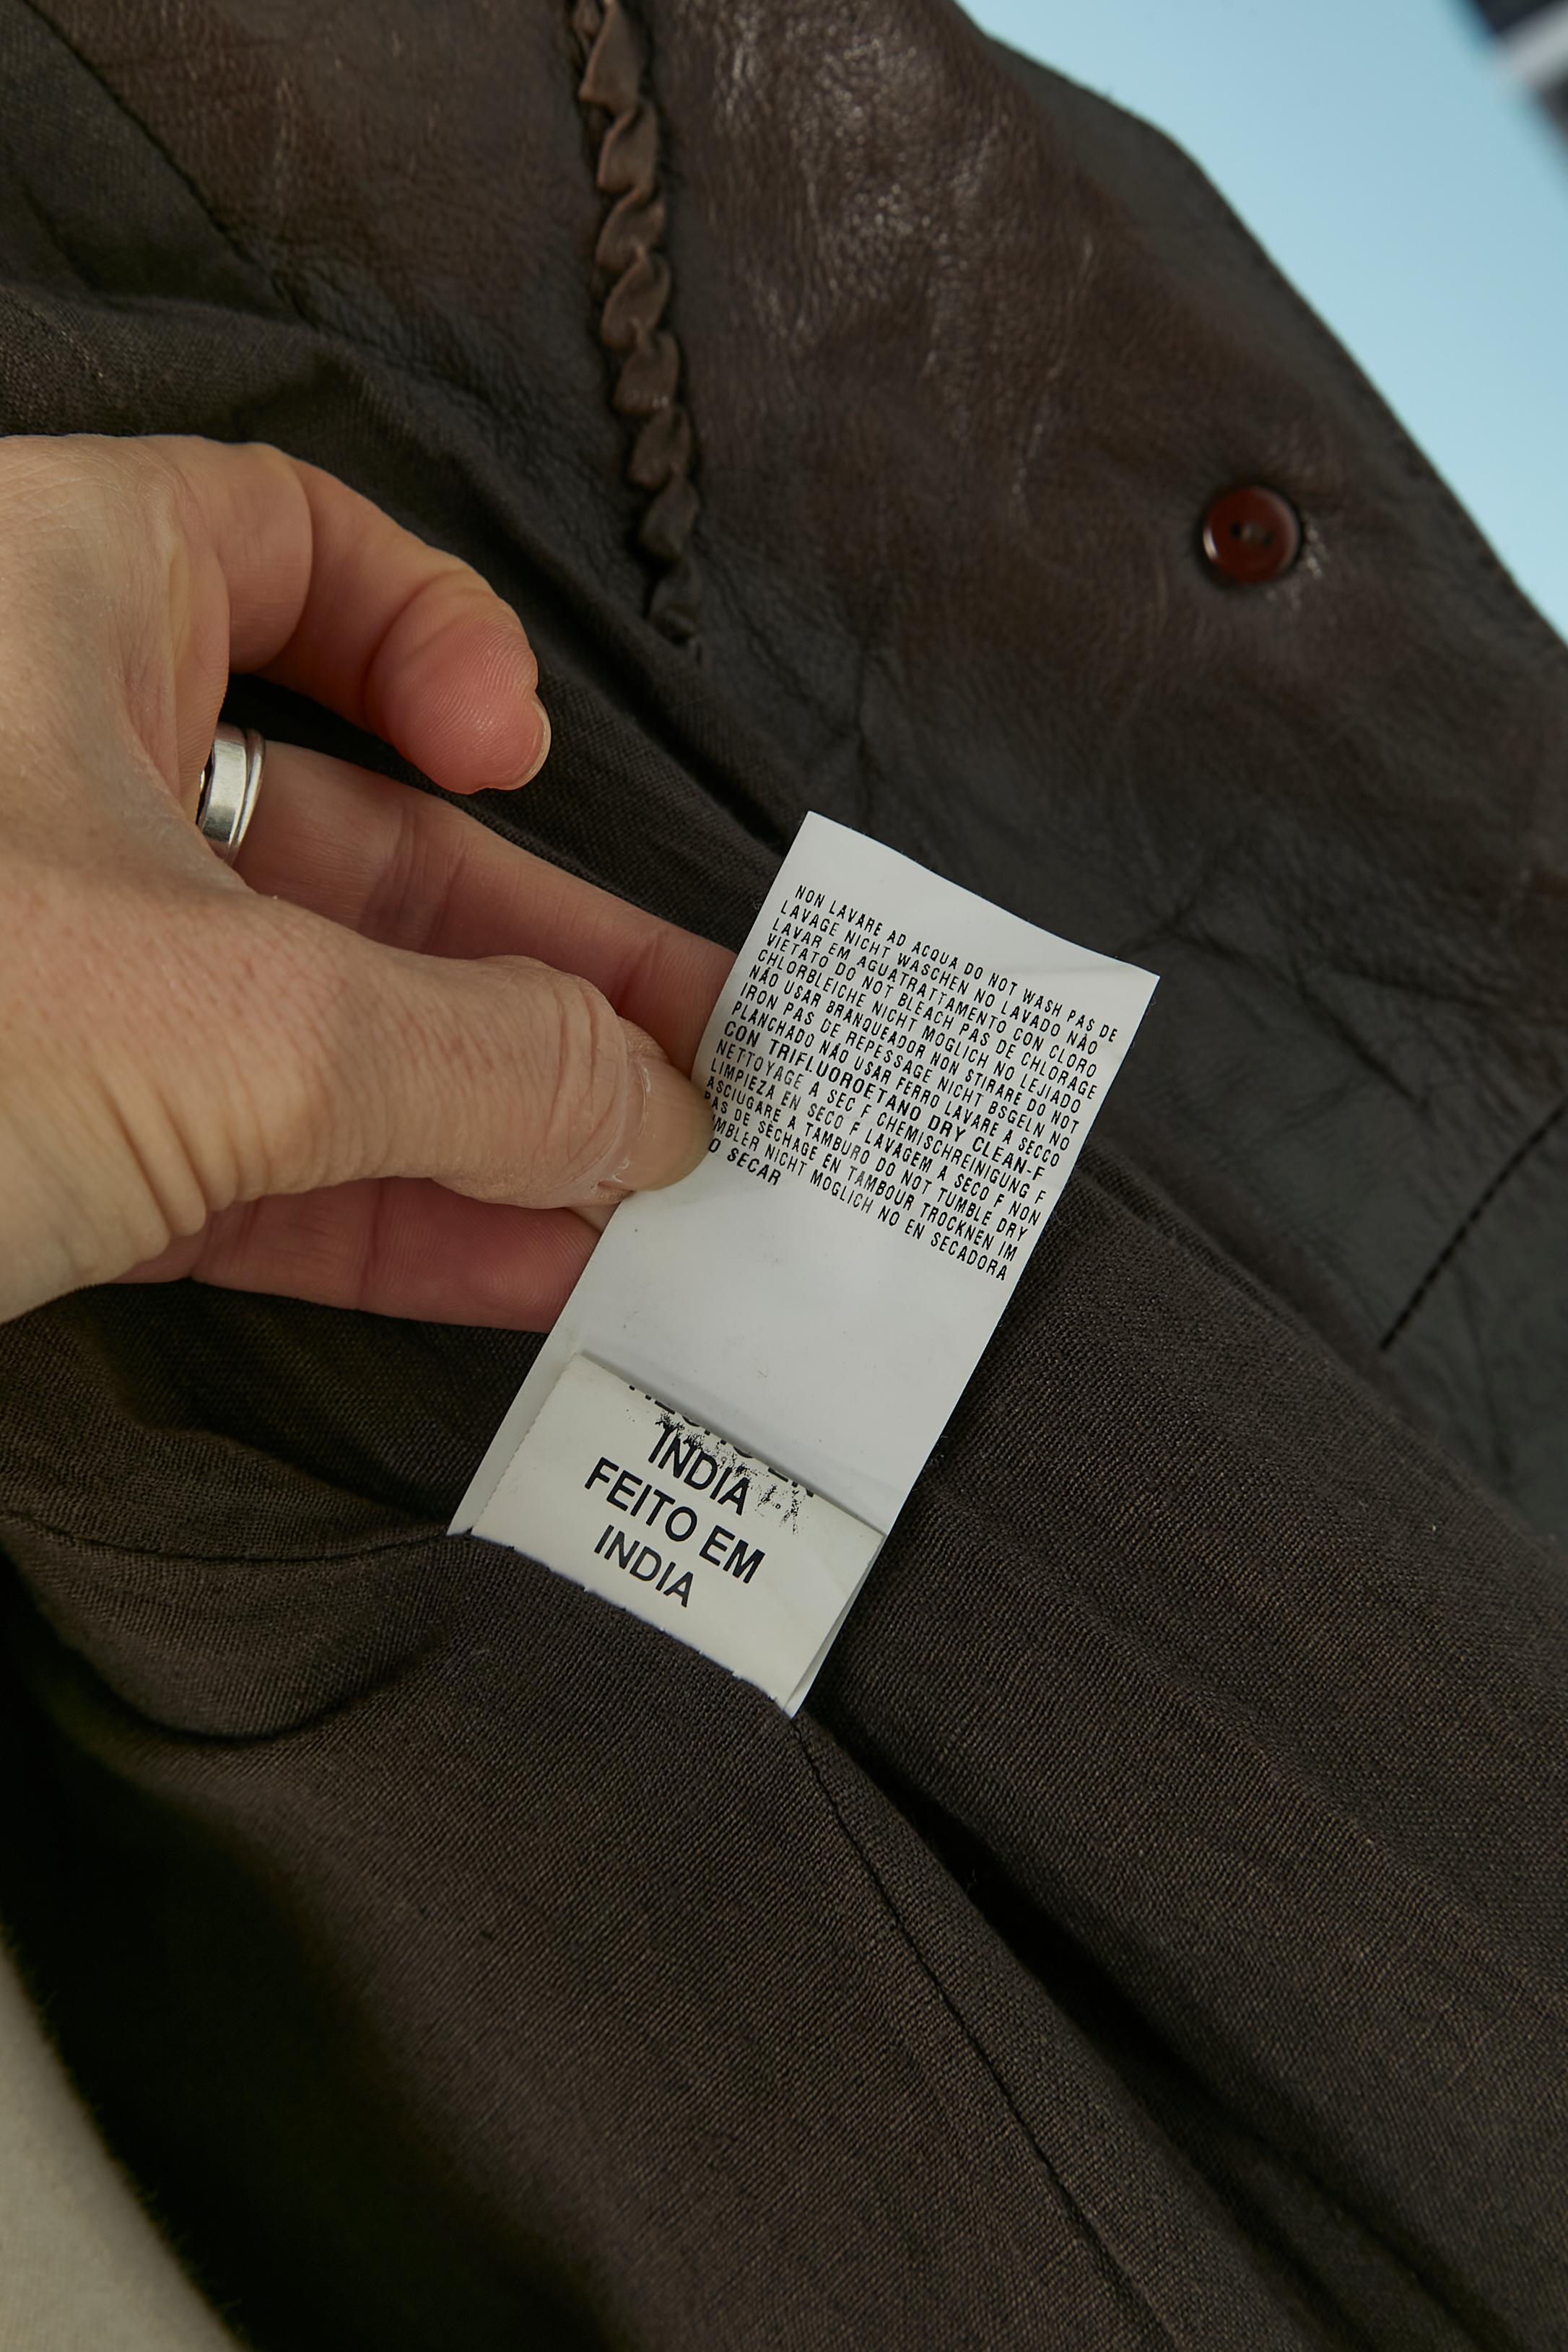 NON LAVARE AD ACQUA DO NOT WASH PAS DE
LAVAGE NICHT WASCHEN NO LAVADO NÃO
LAVAR EM AGUATRATTAMENTO CON CLORO
VIETATO DO NOT BLEACH PAS DE CHLORAGE
CHLORBLEICHE NICHT MOGLICH NO LEJIADO
NÃO USAR BRANQUEADOR NON STIRARE DO NOT
IRON PAS DE REPESSAGE NICHT BSGELN NO
PLANCHADO NÃO USAR FERRO LAVARE A SECCO
CON TRIFLUOROETANO DRY CLEAN-F
NETTOYAGE A SEC F CHEMISCHREINIGUNG F
LIMPIEZA EN SECO F LAVAGEM A SECO F NON
ASCIUGARE A TAMBURO DO NOT TUMBLE DRY
PAS DE SECHAGE EN TAMBOUR TROCKNEN IM
MBLER NICHT MOGLICH NO EN SECADORA
O SECAR
INDIA
FEITO EM
INDIA